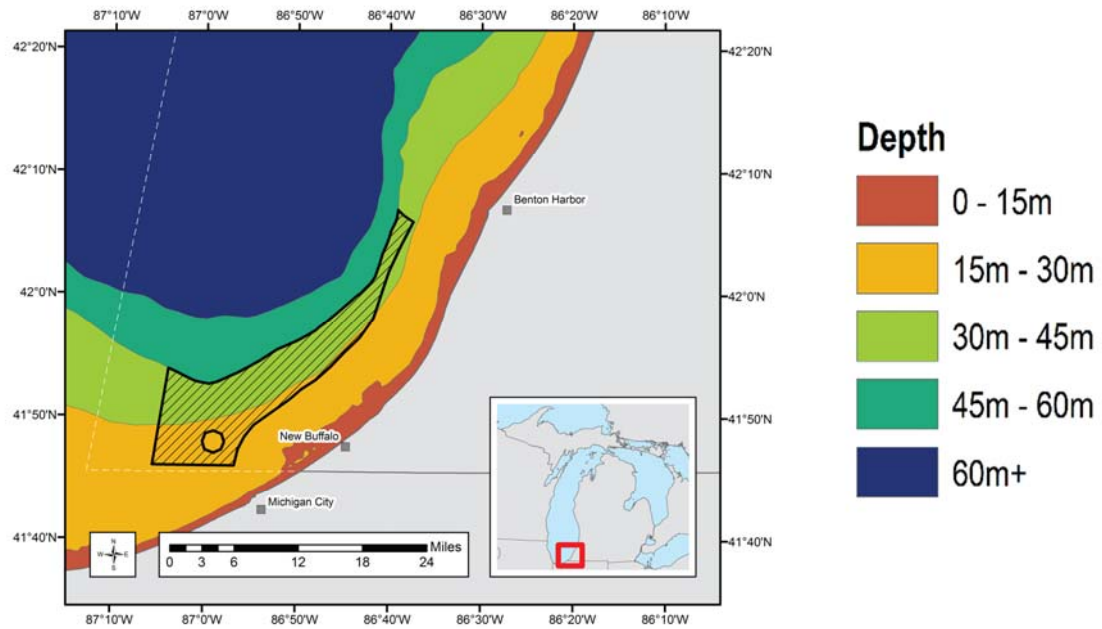 87°10'W 87°0'W 86°50'W 86°40'W 86°30'W 86°20'W 86°10'W
42°20'N 42°20'N
42°10'N 42°10'N
Benton Harbor
42°0'N 42°0'N
41°50'N 41°50'N
New Buffalo
Michigan City
41°40'N 41°40'N
N
W E
S
Miles
0 3 6 12 18 24
87°10'W 87°0'W 86°50'W 86°40'W 86°30'W 86°20'W 86°10'W
Depth
0 - 15m
15m - 30m
30m - 45m
45m - 60m
60m+